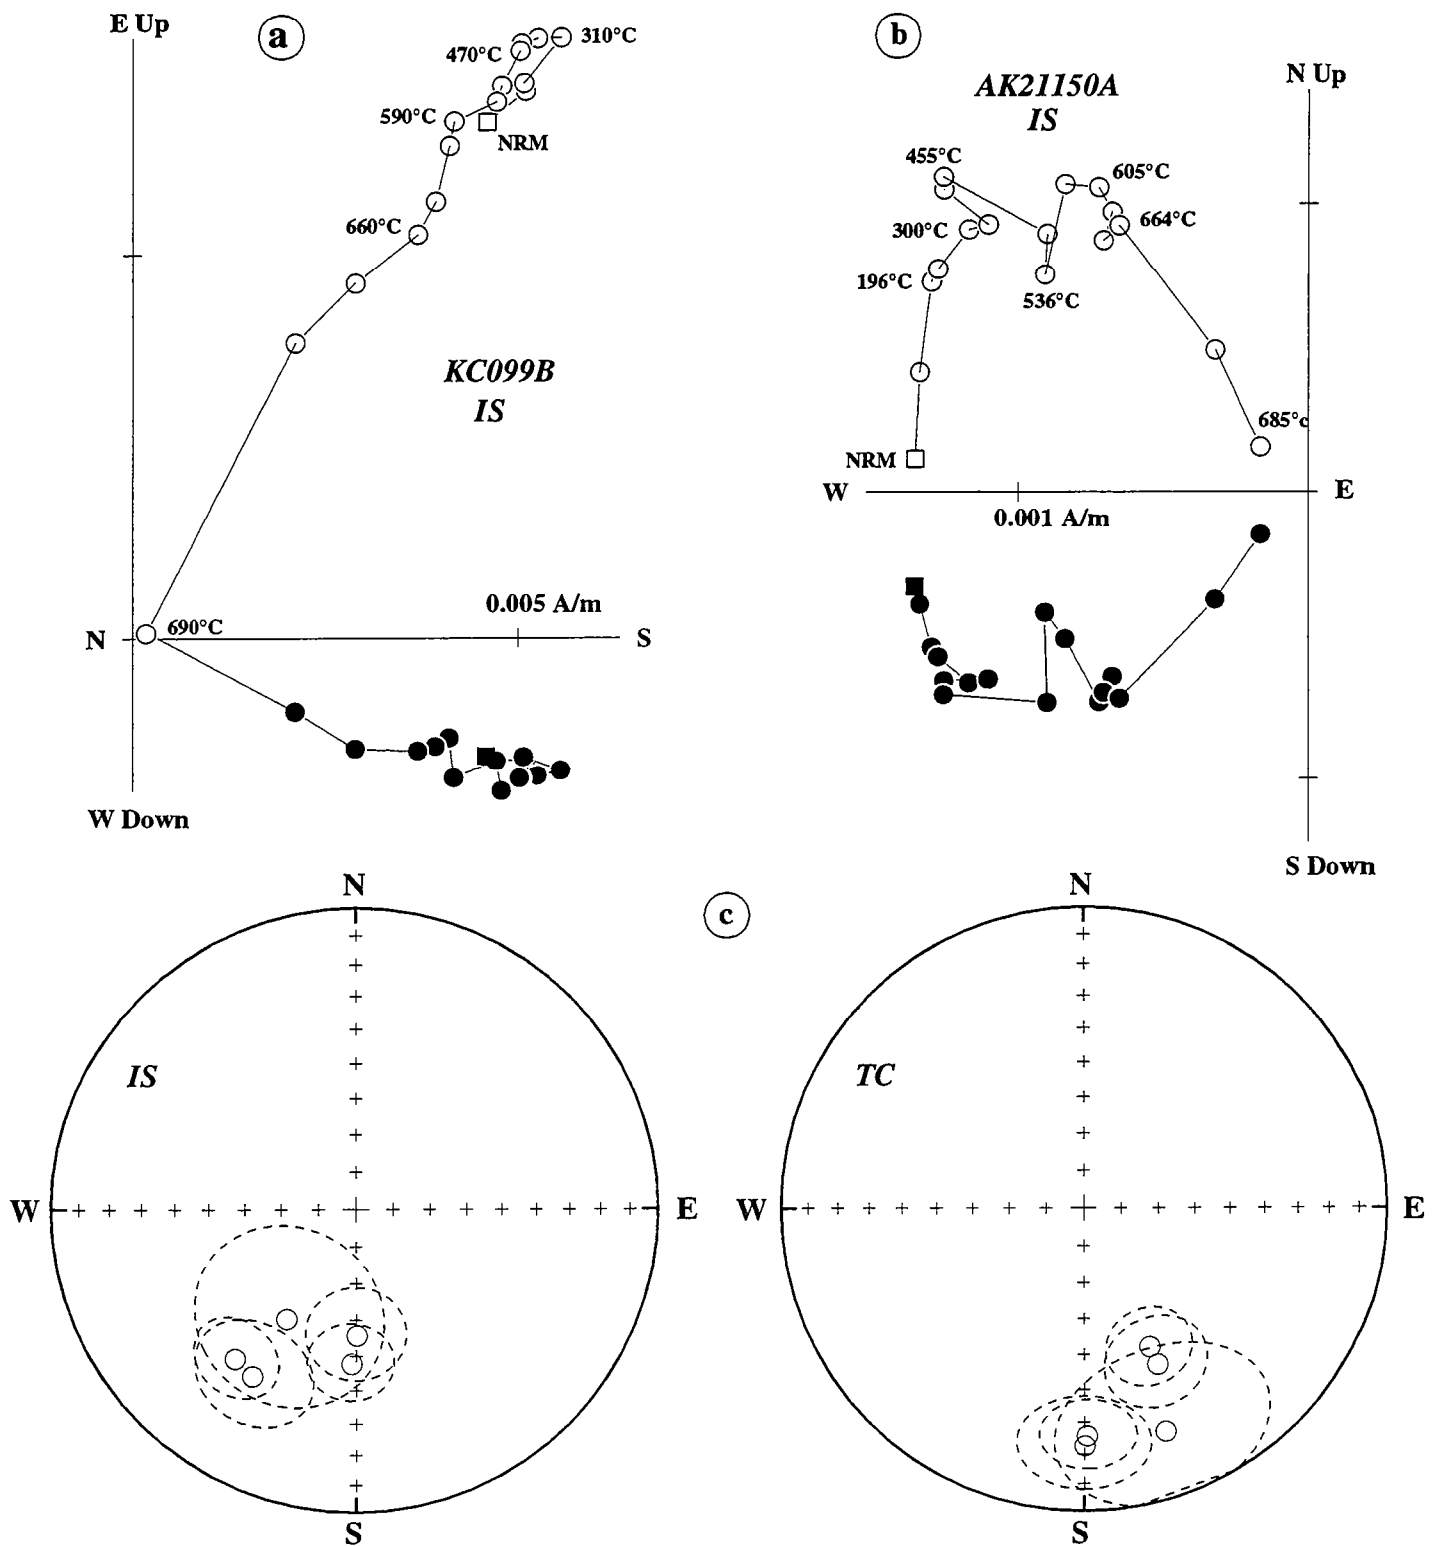 E Up
a
310°C
470°C
590°C
NRM
660°C
KC099B
IS
0.005 A/m
N
690°C
S
W Down
b
N Up
AK21150A
IS
455°C
605°C
300°C
664°C
196°C
536°C
685°c
NRM
W
E
0.001 A/m
S Down
c
N
IS
W
E
S
N
TC
W
E
S